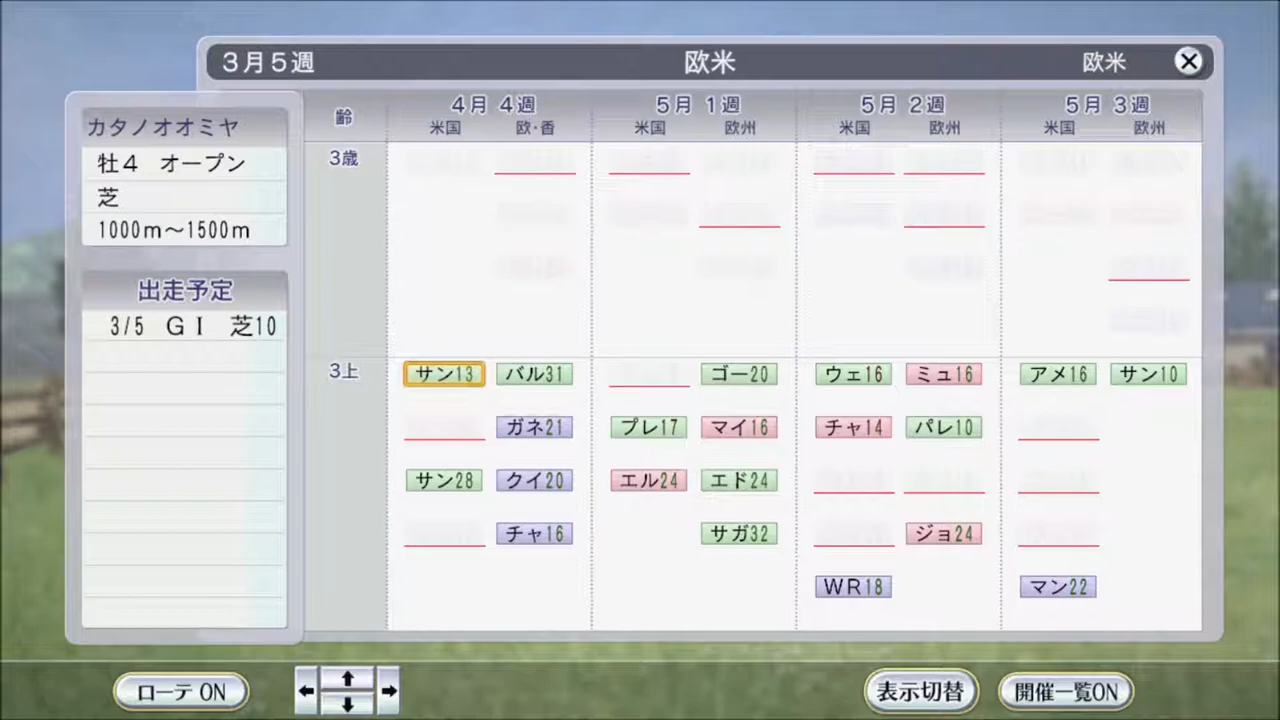 3月5週
欧米
欧米
カタノオオミヤ
牡4 オープン
芝
1000m～1500m
出走予定
3/5 GⅠ 芝10
齢
4月 4週
5月 1週
5月 2週
5月 3週
米国
欧・香
米国
欧州
米国
欧州
米国
欧州
3歳
3上
サン13
バル31
ゴー20
ウェ16
ミュ16
アメ16
サン10
ガネ21
プレ17
マイ16
チャ14
パレ10
サン28
クイ20
エル24
エド24
チャ16
サガ32
ジョ24
WR18
マン22
ローテ ON
表示切替
開催一覧ON